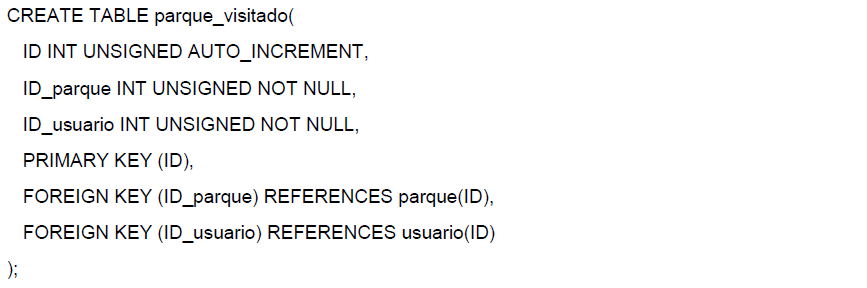 CREATE TABLE parque_visitado(
ID INT UNSIGNED AUTO_INCREMENT,
ID_parque INT UNSIGNED NOT NULL,
ID_usuario INT UNSIGNED NOT NULL,
PRIMARY KEY (ID),
FOREIGN KEY (ID_parque) REFERENCES parque(ID),
FOREIGN KEY (ID_usuario) REFERENCES usuario(ID)
);